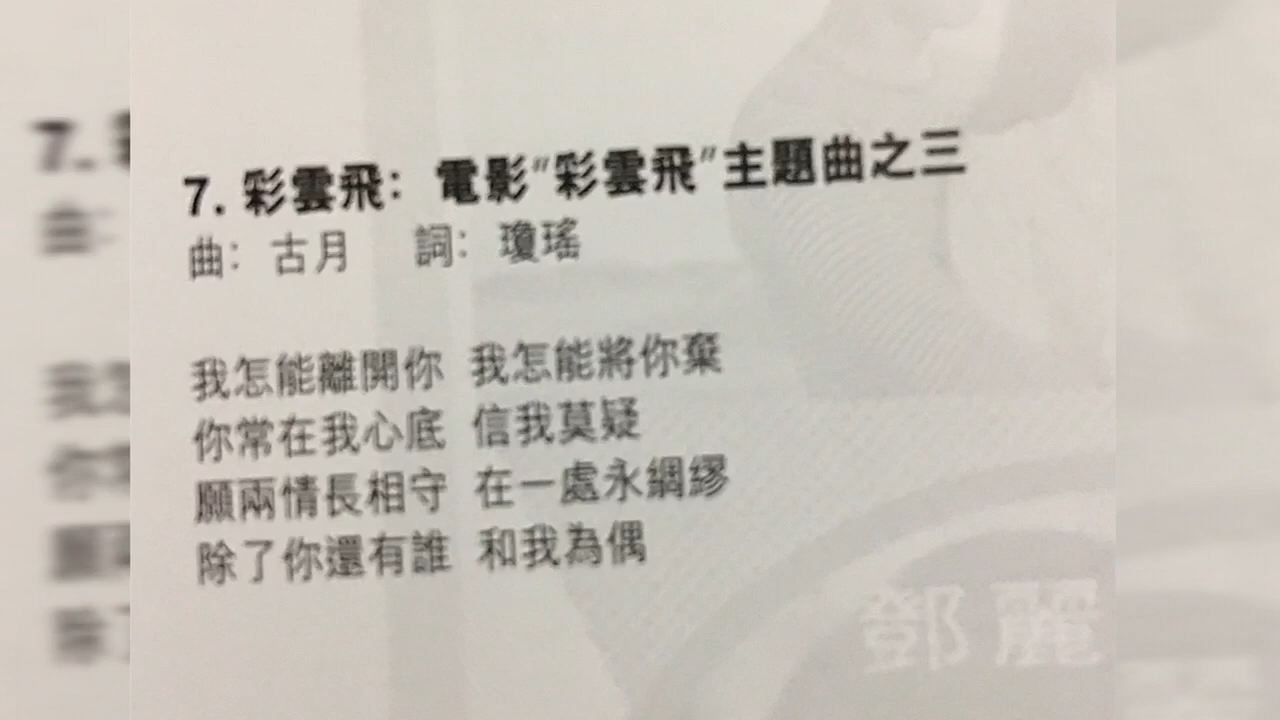 7. 彩雲飛：電影"彩雲飛"主題曲之三
曲：古月　詞：瓊瑤
我怎能離開你 我怎能將你棄
你常在我心底 信我莫疑
願兩情長相守 在一處永綢繆
除了你還有誰 和我為偶
鄧麗